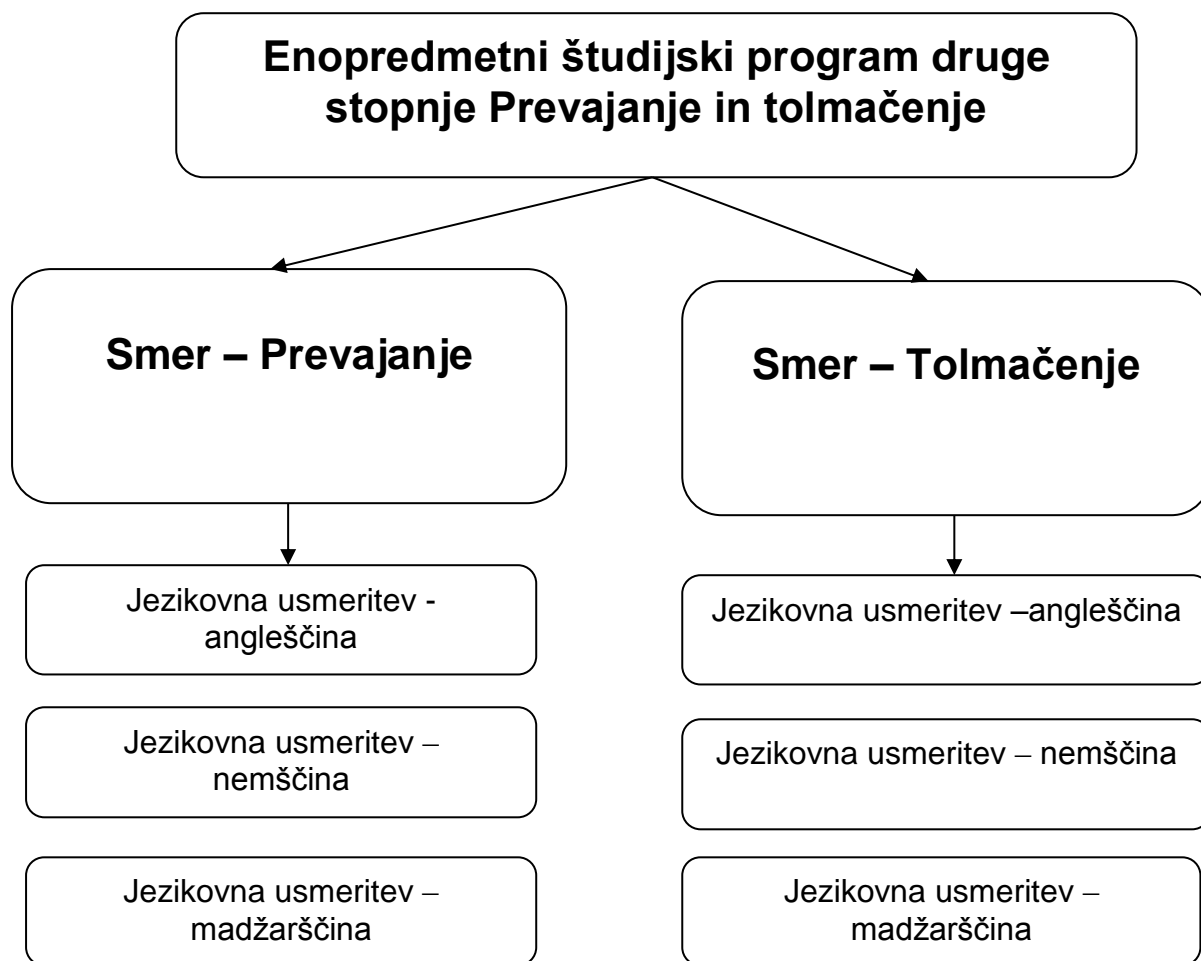 Enopredmetni študijski program druge
stopnje Prevajanje in tolmačenje
Smer – Prevajanje
Smer – Tolmačenje
Jezikovna usmeritev -
angleščina
Jezikovna usmeritev –angleščina
Jezikovna usmeritev –
nemščina
Jezikovna usmeritev – nemščina
Jezikovna usmeritev –
madžarščina
Jezikovna usmeritev –
madžarščina